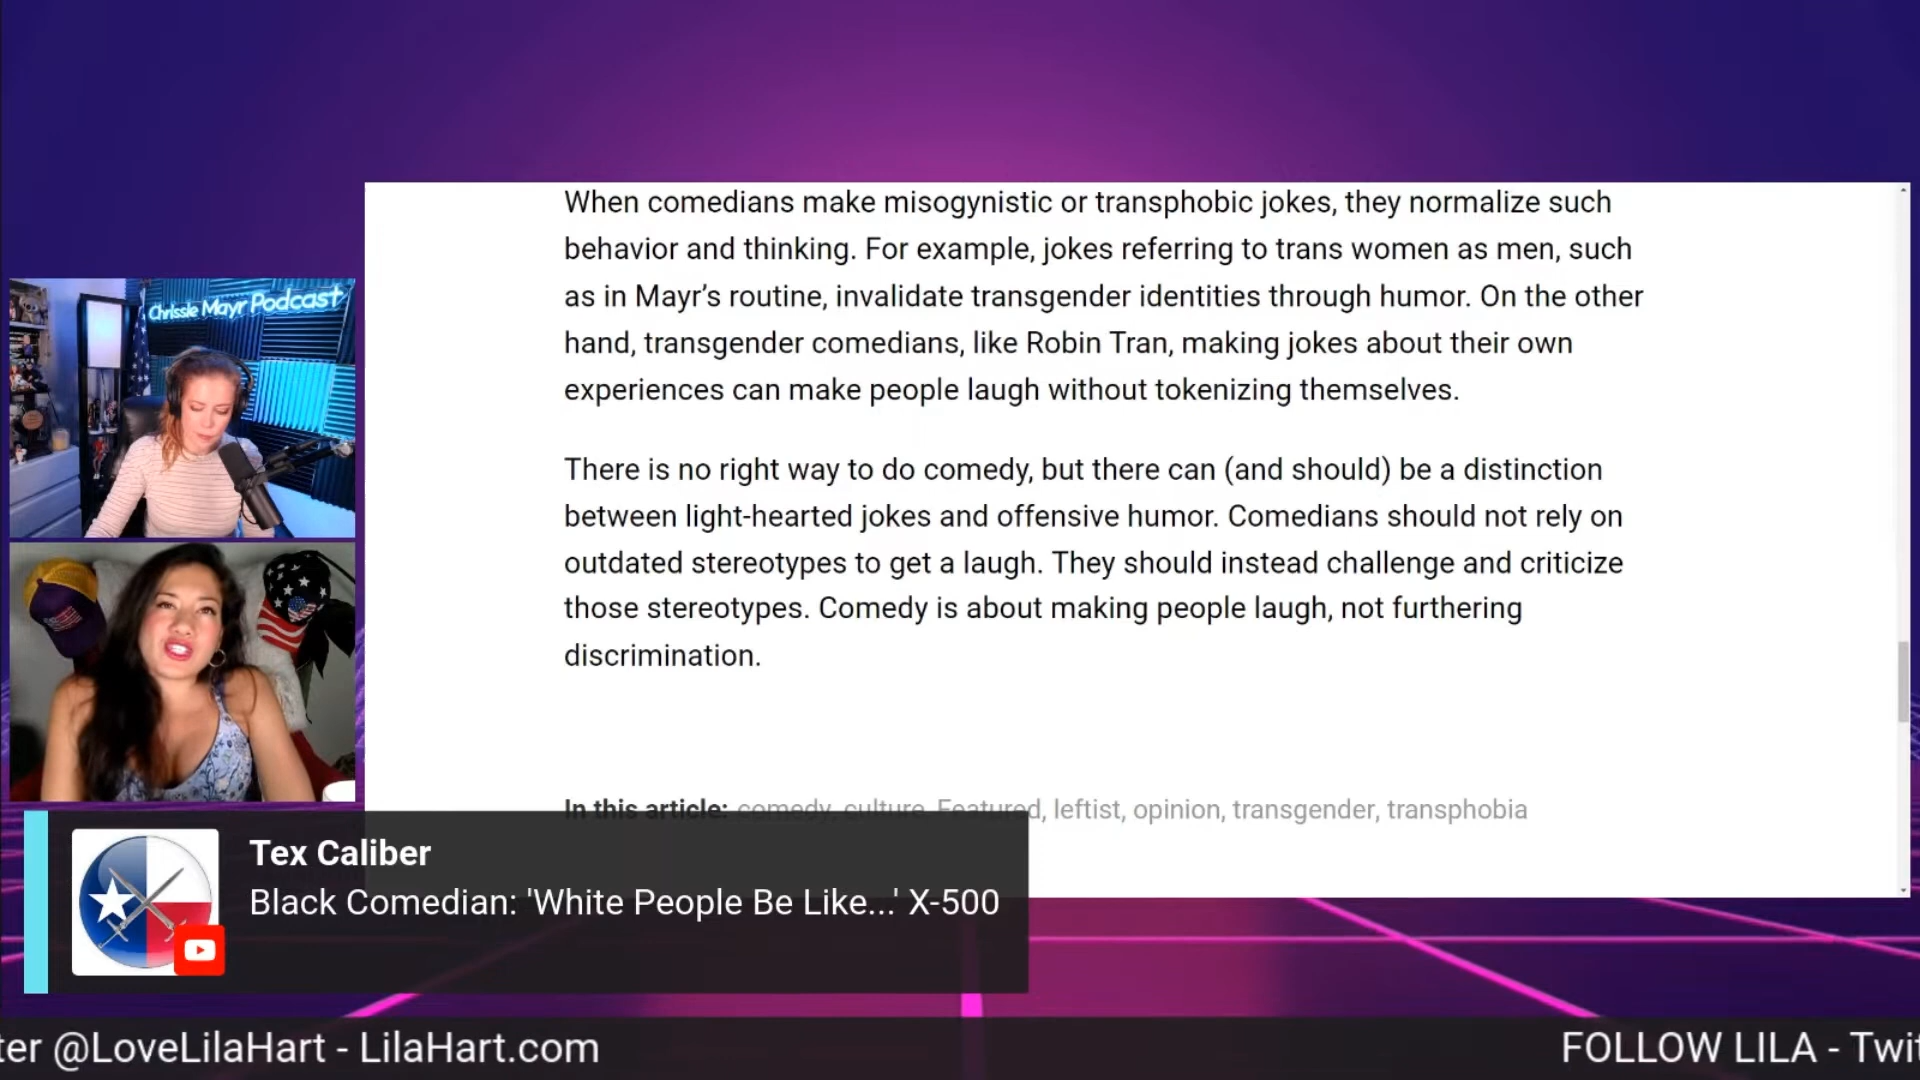 Chrissie Mayr Podcast
When comedians make misogynistic or transphobic jokes, they normalize such
behavior and thinking. For example, jokes referring to trans women as men, such
as in Mayr’s routine, invalidate transgender identities through humor. On the other
hand, transgender comedians, like Robin Tran, making jokes about their own
experiences can make people laugh without tokenizing themselves.
There is no right way to do comedy, but there can (and should) be a distinction
between light-hearted jokes and offensive humor. Comedians should not rely on
outdated stereotypes to get a laugh. They should instead challenge and criticize
those stereotypes. Comedy is about making people laugh, not furthering
discrimination.
In this article: comedy, culture, Featured, leftist, opinion, transgender, transphobia
Tex Caliber
Black Comedian: 'White People Be Like...' X-500
ter @LoveLilaHart - LilaHart.com
FOLLOW LILA - Twit